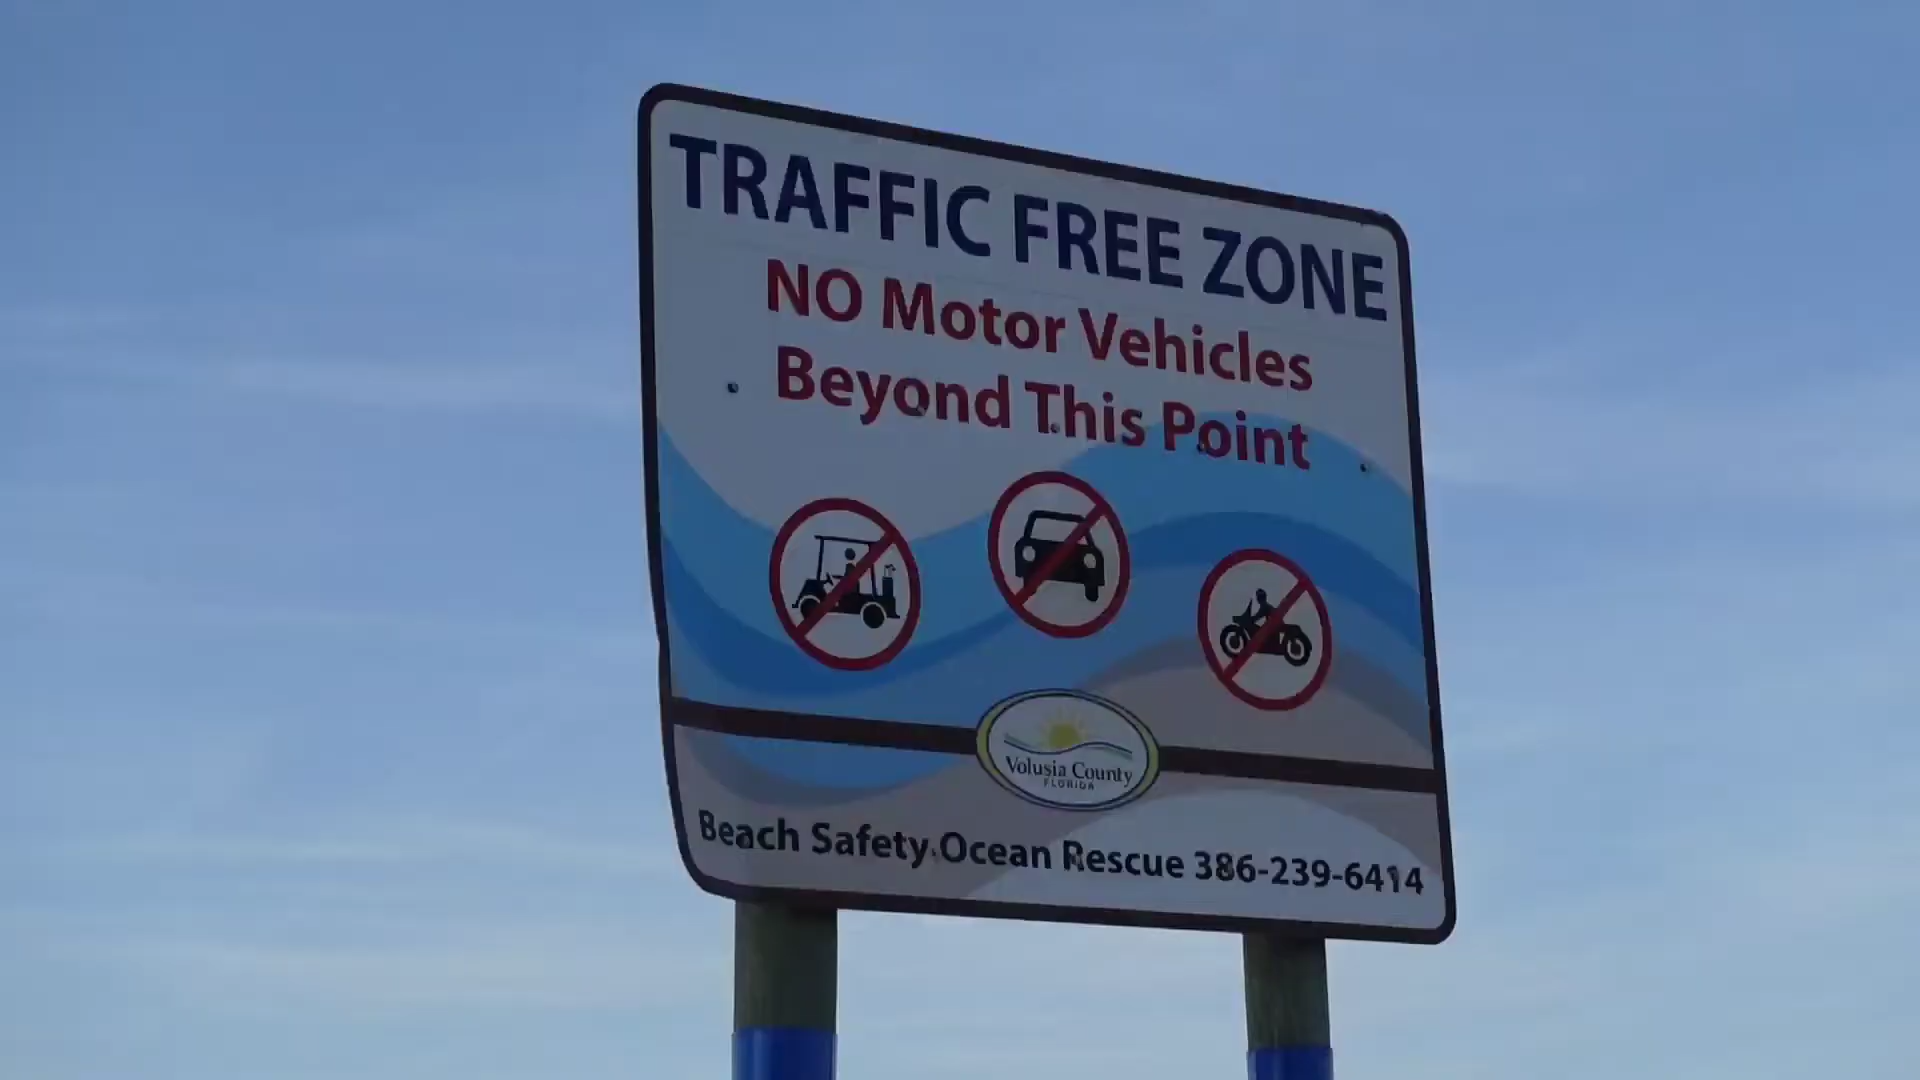 TRAFFIC FREE ZONE
NO Motor Vehicles
Beyond This Point
Volusia County
FLORIDA
Beach Safety Ocean Rescue 386-239-6414